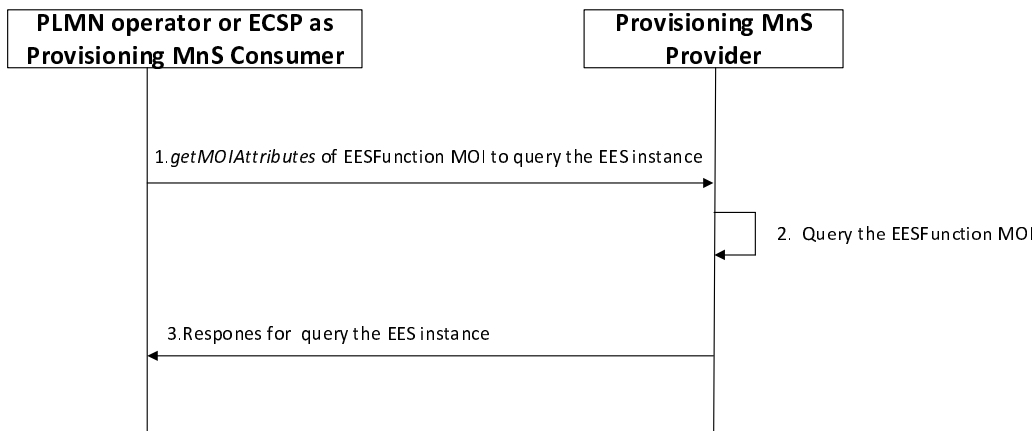 PLMN operator or ECSP as
Provisioning MnS Consumer
Provisioning MnS
Provider
1.getMOIAttributes of EESFunction MOI to query the EES instance
2. Query the EESFunction MOI
3.Respones for query the EES instance